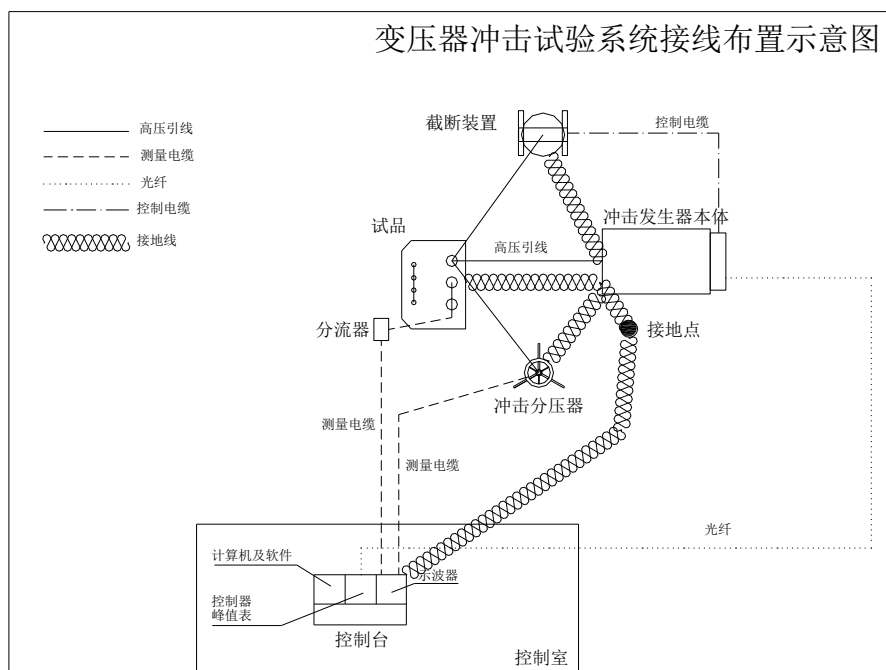 变压器冲击试验系统接线布置示意图
截断装置
控制电缆
高压引线
测量电缆
光纤
控制电缆
接地线
试品
高压引线
冲击发生器本体
分流器
接地点
冲击分压器
测量电缆
测量电缆
光纤
计算机及软件
示波器
控制器
峰值表
控制台
控制室